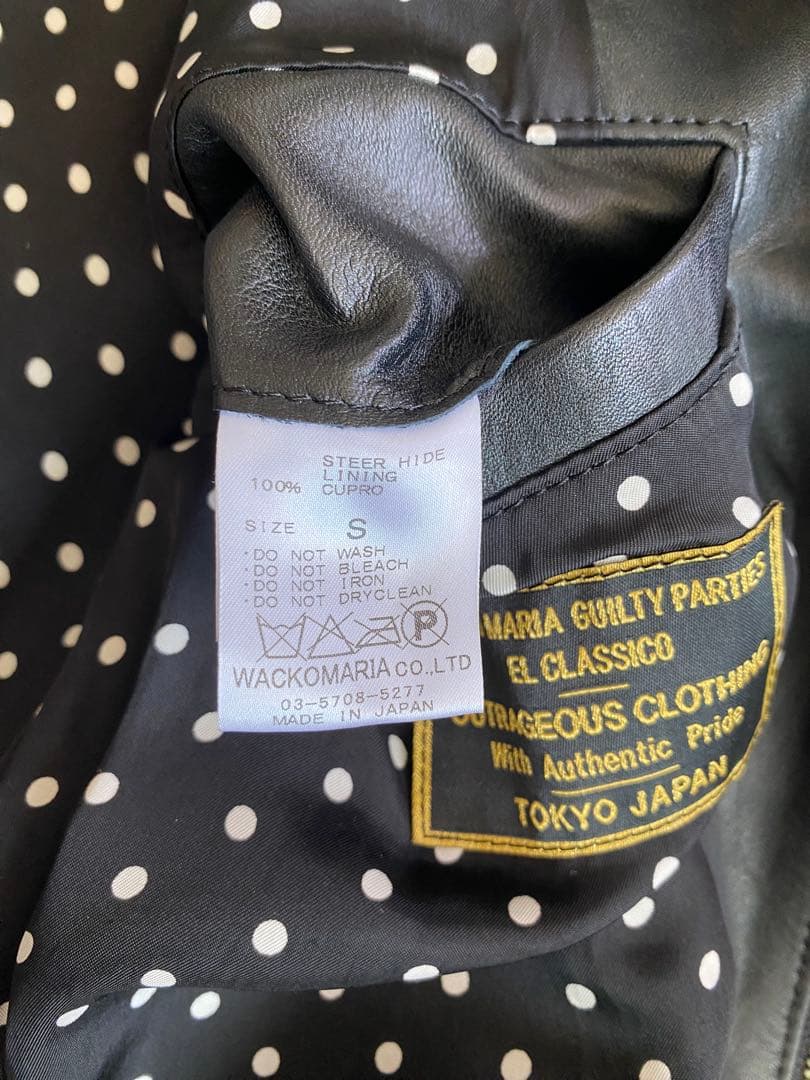 STEER HIDE
LINING
100% CUPRO
SIZE S
・DO NOT WASH
・DO NOT BLEACH
・DO NOT IRON
・DO NOT DRYCLEAN
P
WACKOMARIA CO.,LTD
03-5708-5277
MADE IN JAPAN
MARIA GUILTY PARTIES
EL CLASSICO
OUTRAGEOUS CLOTHING
With Authentic Pride
TOKYO JAPAN